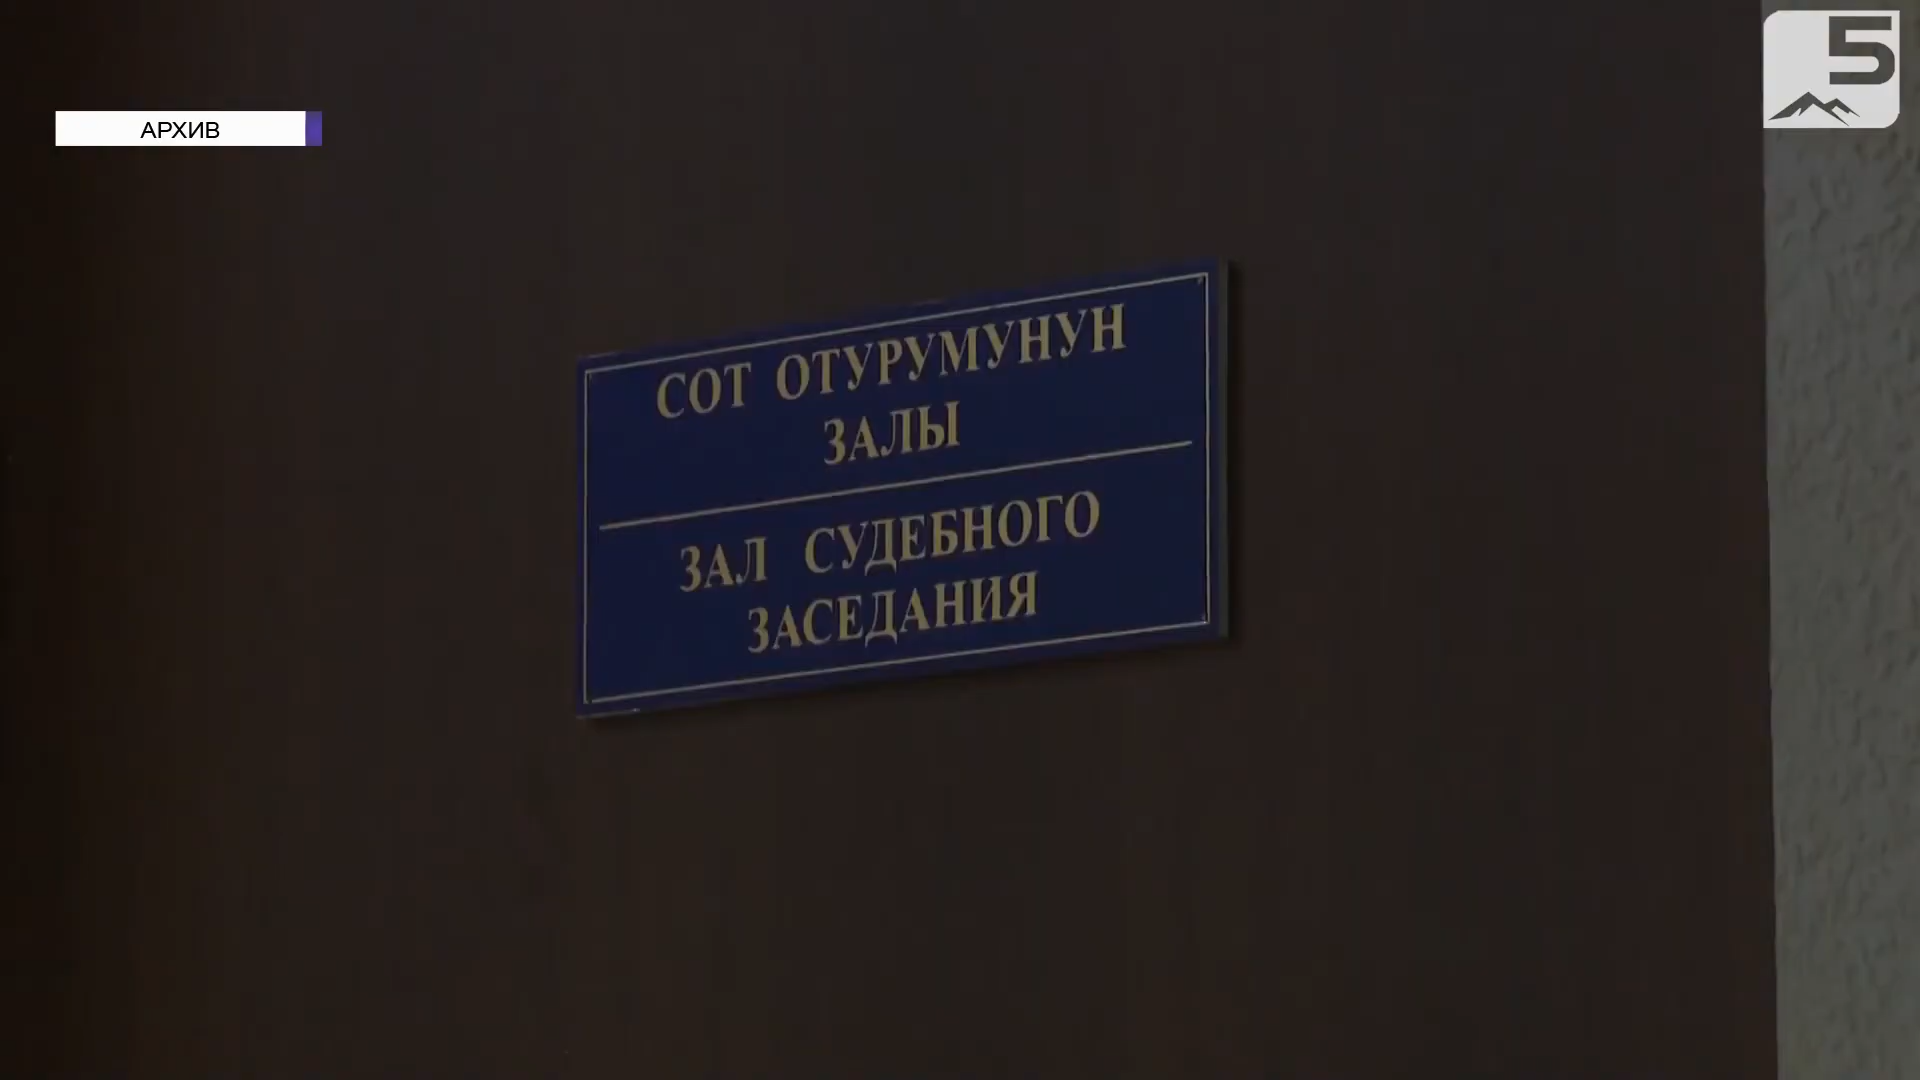 5
АРХИВ
СОТ ОТУРУМУНУН
ЗАЛЫ
ЗАЛ СУДЕБНОГО
ЗАСЕДАНИЯ